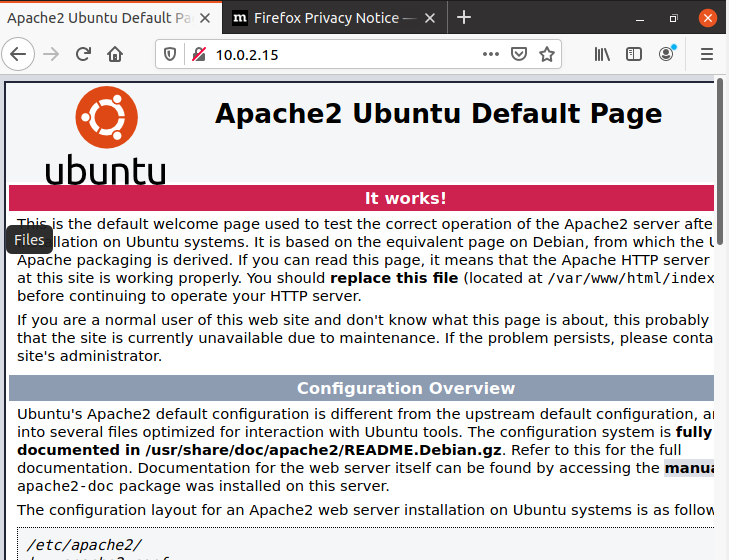 Apache2 Ubuntu Default Pa
m Firefox Privacy Notice —
10.0.2.15
ubuntu
Apache2 Ubuntu Default Page
It works!
This is the default welcome page used to test the correct operation of the Apache2 server afte
Files
llation on Ubuntu systems. It is based on the equivalent page on Debian, from which the U
Apache packaging is derived. If you can read this page, it means that the Apache HTTP server
at this site is working properly. You should replace this file (located at /var/www/html/index
before continuing to operate your HTTP server.
If you are a normal user of this web site and don't know what this page is about, this probably
that the site is currently unavailable due to maintenance. If the problem persists, please conta
site's administrator.
Configuration Overview
Ubuntu's Apache2 default configuration is different from the upstream default configuration, a
into several files optimized for interaction with Ubuntu tools. The configuration system is fully
documented in /usr/share/doc/apache2/README.Debian.gz. Refer to this for the full
documentation. Documentation for the web server itself can be found by accessing the manua
apache2-doc package was installed on this server.
The configuration layout for an Apache2 web server installation on Ubuntu systems is as follow
/etc/apache2/